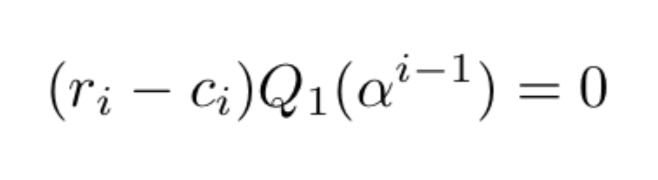 (r_i − c_i)Q_1(α^{i−1}) = 0